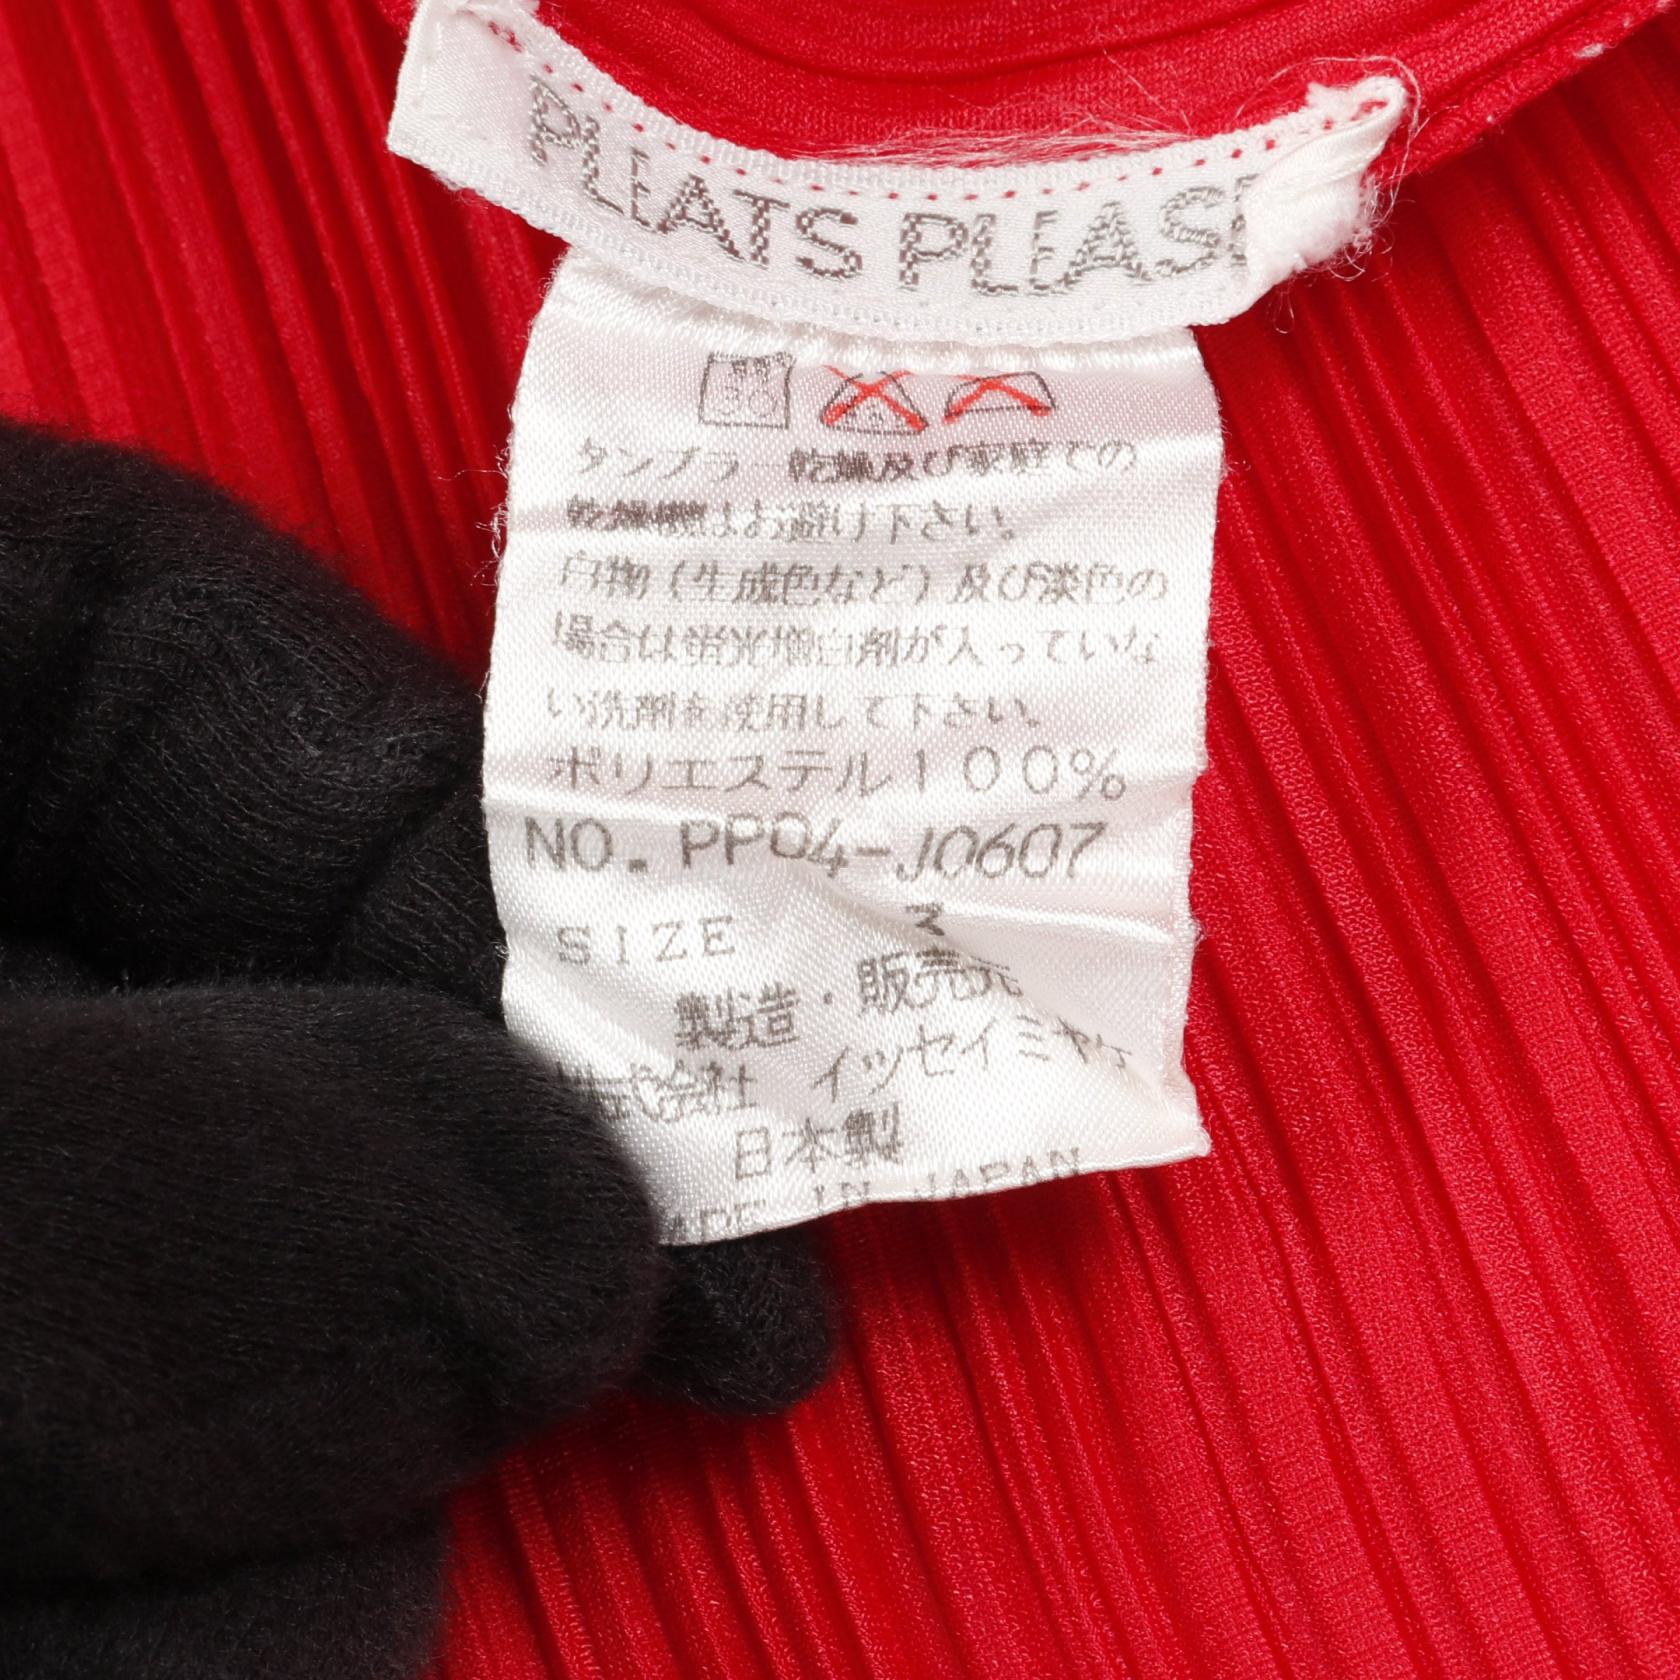 PLEATS PLEASE
30
タンブラー乾燥及び家庭での
乾燥機はお避け下さい。
白物(生成色など)及び淡色の
場合は蛍光増白剤が入っていな
い洗剤を使用して下さい。
ポリエステル100%
NO. PP04-J0607
SIZE 3
製造・販売元
株式会社 イッセイミヤケ
日本製
MADE IN JAPAN